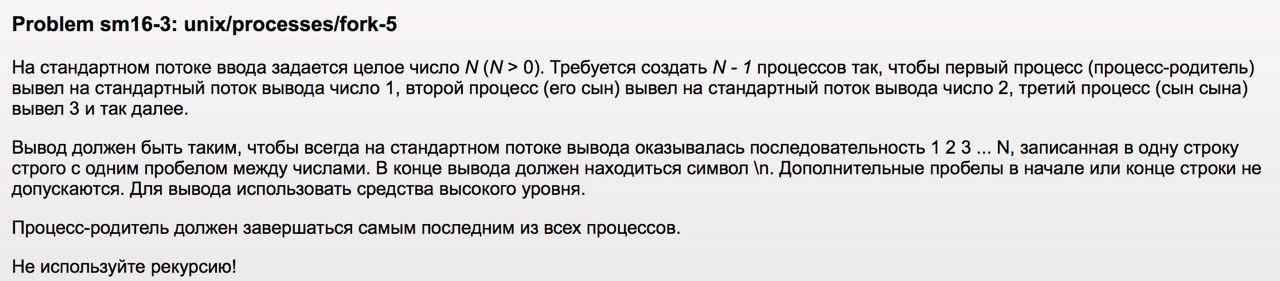 Problem sm16-3: unix/processes/fork-5
На стандартном потоке ввода задается целое число N (N > 0). Требуется создать N - 1 процессов так, чтобы первый процесс (процесс-родитель)
вывел на стандартный поток вывода число 1, второй процесс (его сын) вывел на стандартный поток вывода число 2, третий процесс (сын сына)
вывел 3 и так далее.
Вывод должен быть таким, чтобы всегда на стандартном потоке вывода оказывалась последовательность 1 2 3 ... N, записанная в одну строку
строго с одним пробелом между числами. В конце вывода должен находиться символ \n. Дополнительные пробелы в начале или конце строки не
допускаются. Для вывода использовать средства высокого уровня.
Процесс-родитель должен завершаться самым последним из всех процессов.
Не используйте рекурсию!